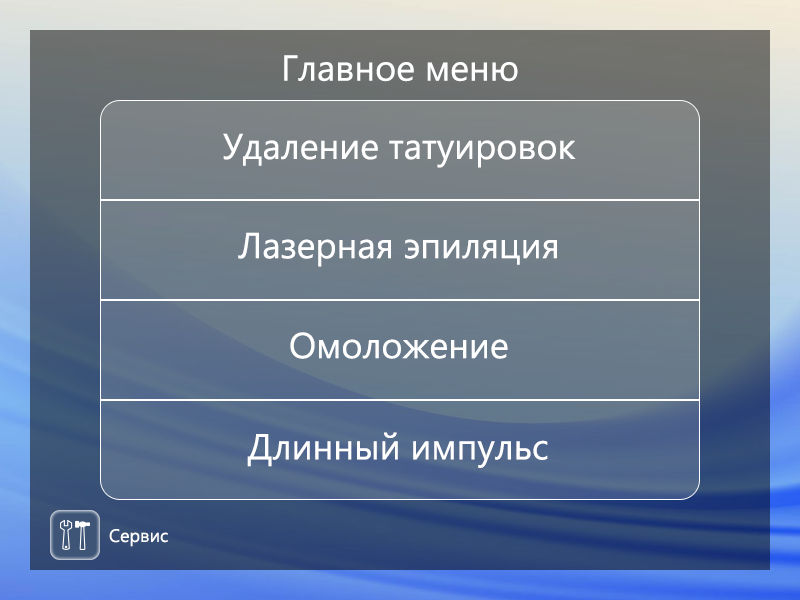 Главное меню
Удаление татуировок
Лазерная эпиляция
Омоложение
Длинный импульс
Сервис